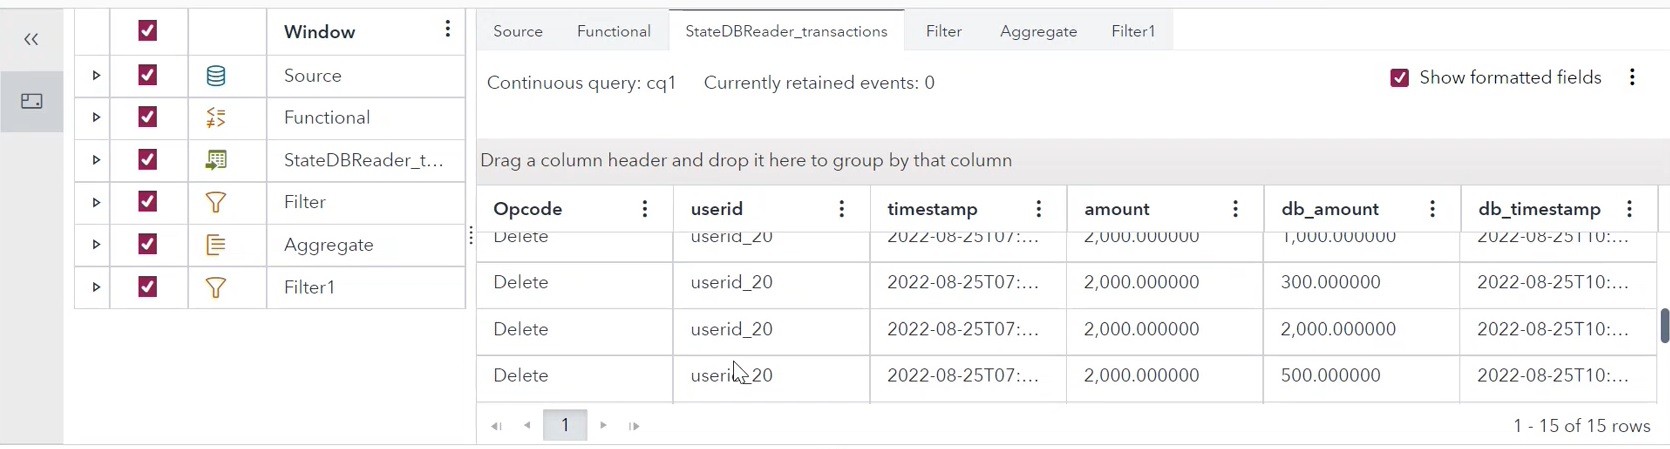 Window
Source
Functional
StateDBReader_t...
Filter
Aggregate
Filter1
Source Functional StateDBReader_transactions Filter Aggregate Filter1
Continuous query: cq1 Currently retained events: 0 Show formatted fields
Drag a column header and drop it here to group by that column
Opcode userid timestamp amount db_amount db_timestamp
Delete userid_20 2022-08-25T07:... 2,000.000000 1,000.000000 2022-08-25T10:...
Delete userid_20 2022-08-25T07:... 2,000.000000 300.000000 2022-08-25T10:...
Delete userid_20 2022-08-25T07:... 2,000.000000 2,000.000000 2022-08-25T10:...
Delete userid_20 2022-08-25T07:... 2,000.000000 500.000000 2022-08-25T10:...
1 1 - 15 of 15 rows